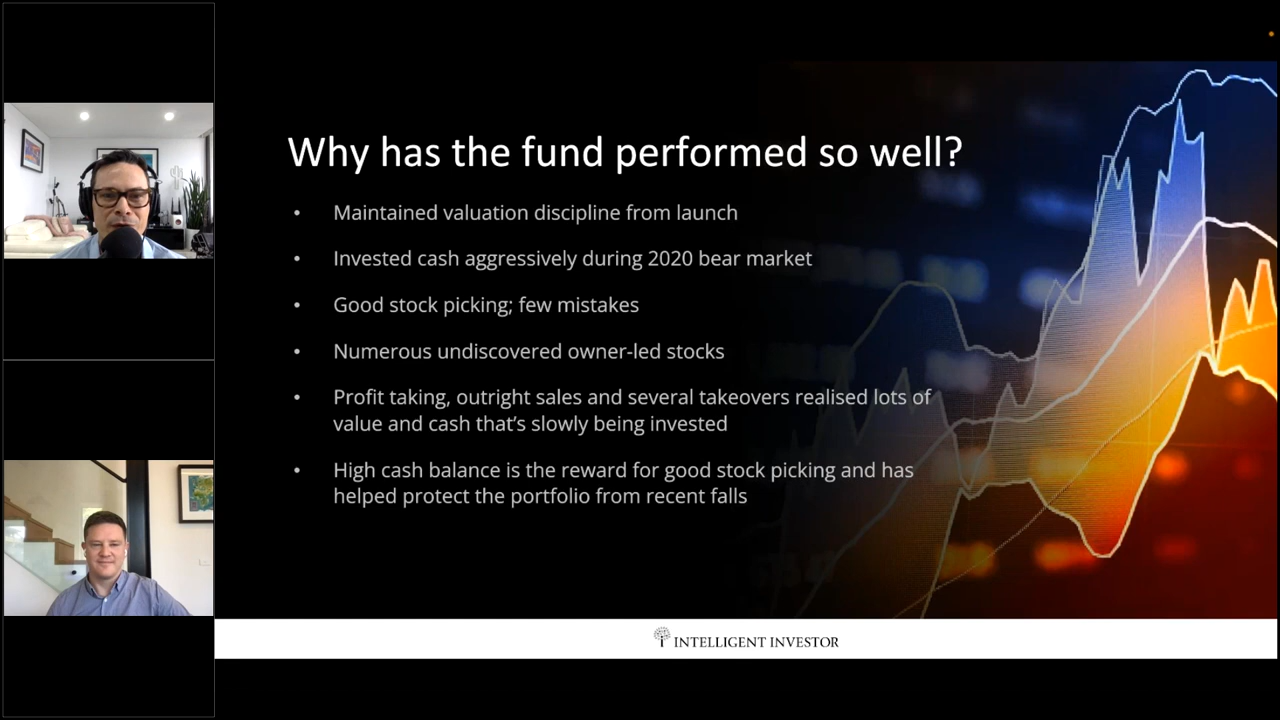 Why has the fund performed so well?
• Maintained valuation discipline from launch
• Invested cash aggressively during 2020 bear market
• Good stock picking; few mistakes
• Numerous undiscovered owner-led stocks
• Profit taking, outright sales and several takeovers realised lots of
value and cash that’s slowly being invested
• High cash balance is the reward for good stock picking and has
helped protect the portfolio from recent falls
INTELLIGENT INVESTOR